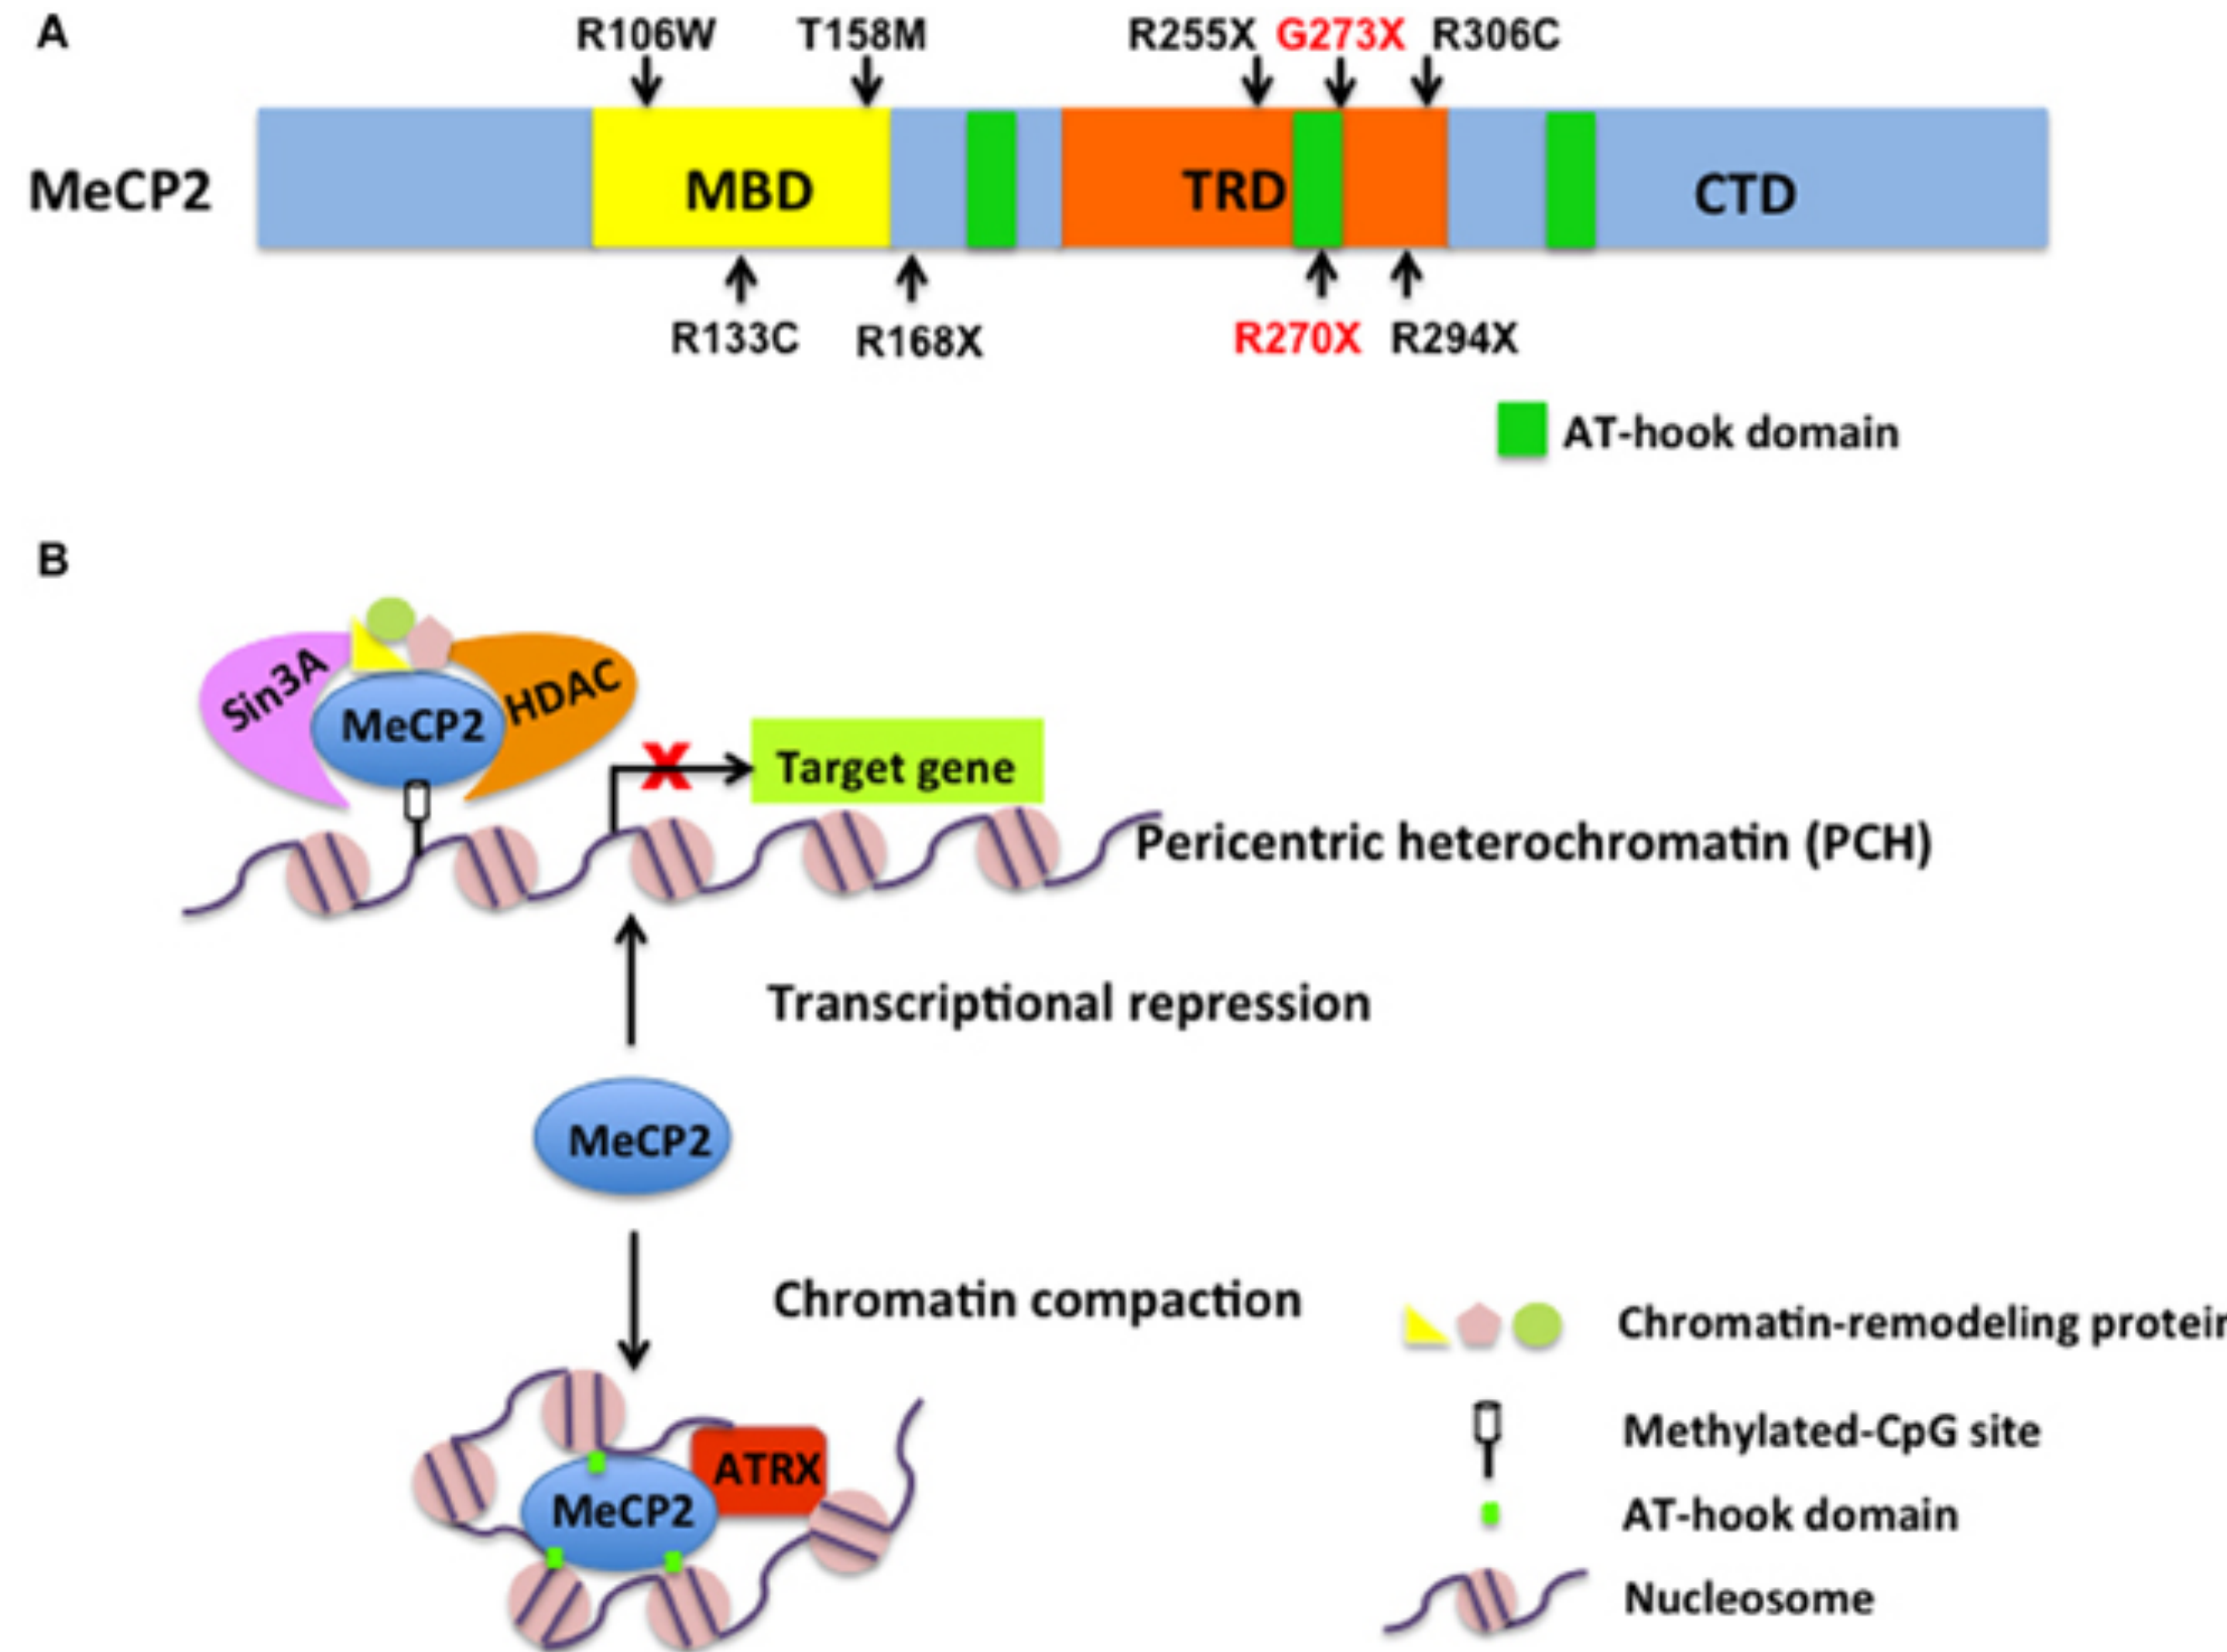 A
R106W T158M R255X G273X R306C
MeCP2 MBD TRD CTD
R133C R168X R270X R294X
AT-hook domain
B
Sin3A MeCP2 HDAC
Target gene
Pericentric heterochromatin (PCH)
Transcriptional repression
MeCP2
Chromatin compaction
Chromatin-remodeling protein
ATRX
Methylated-CpG site
MeCP2
AT-hook domain
Nucleosome